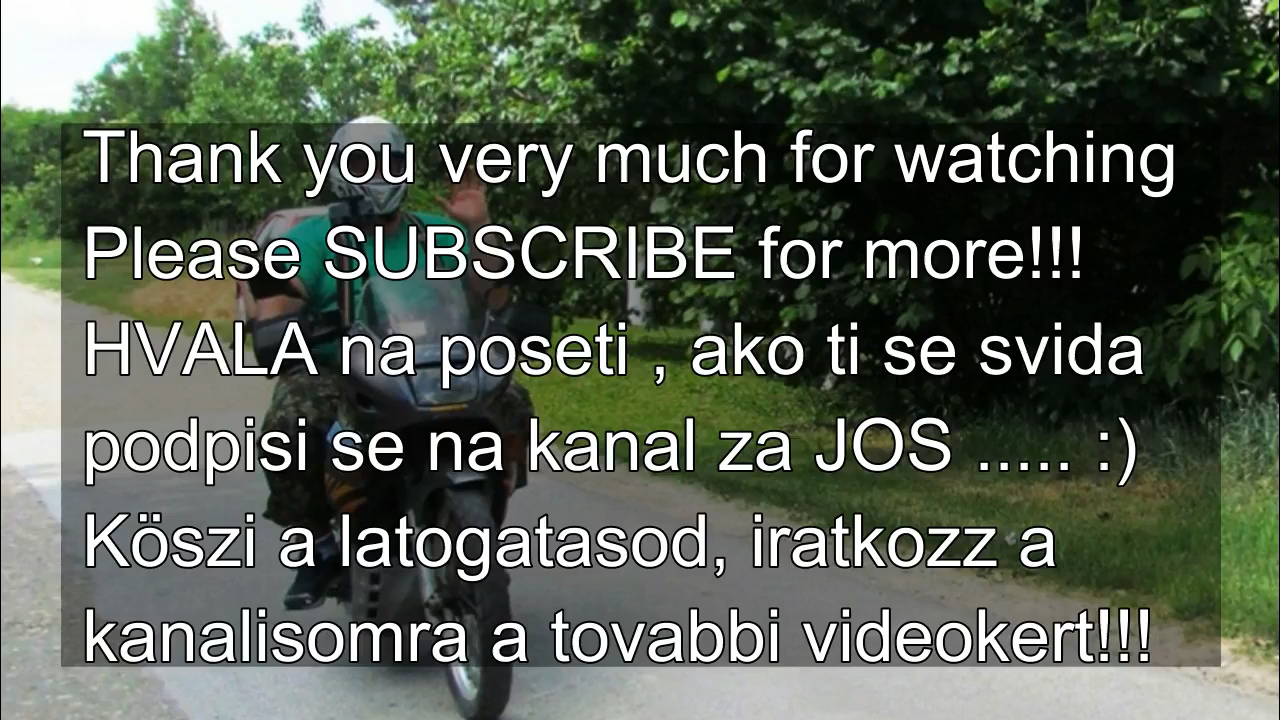 Thank you very much for watching
Please SUBSCRIBE for more!!!
HVALA na poseti , ako ti se svida
podpisi se na kanal za JOS ..... :)
Köszi a latogatasod, iratkozz a
kanalisomra a tovabbi videokert!!!